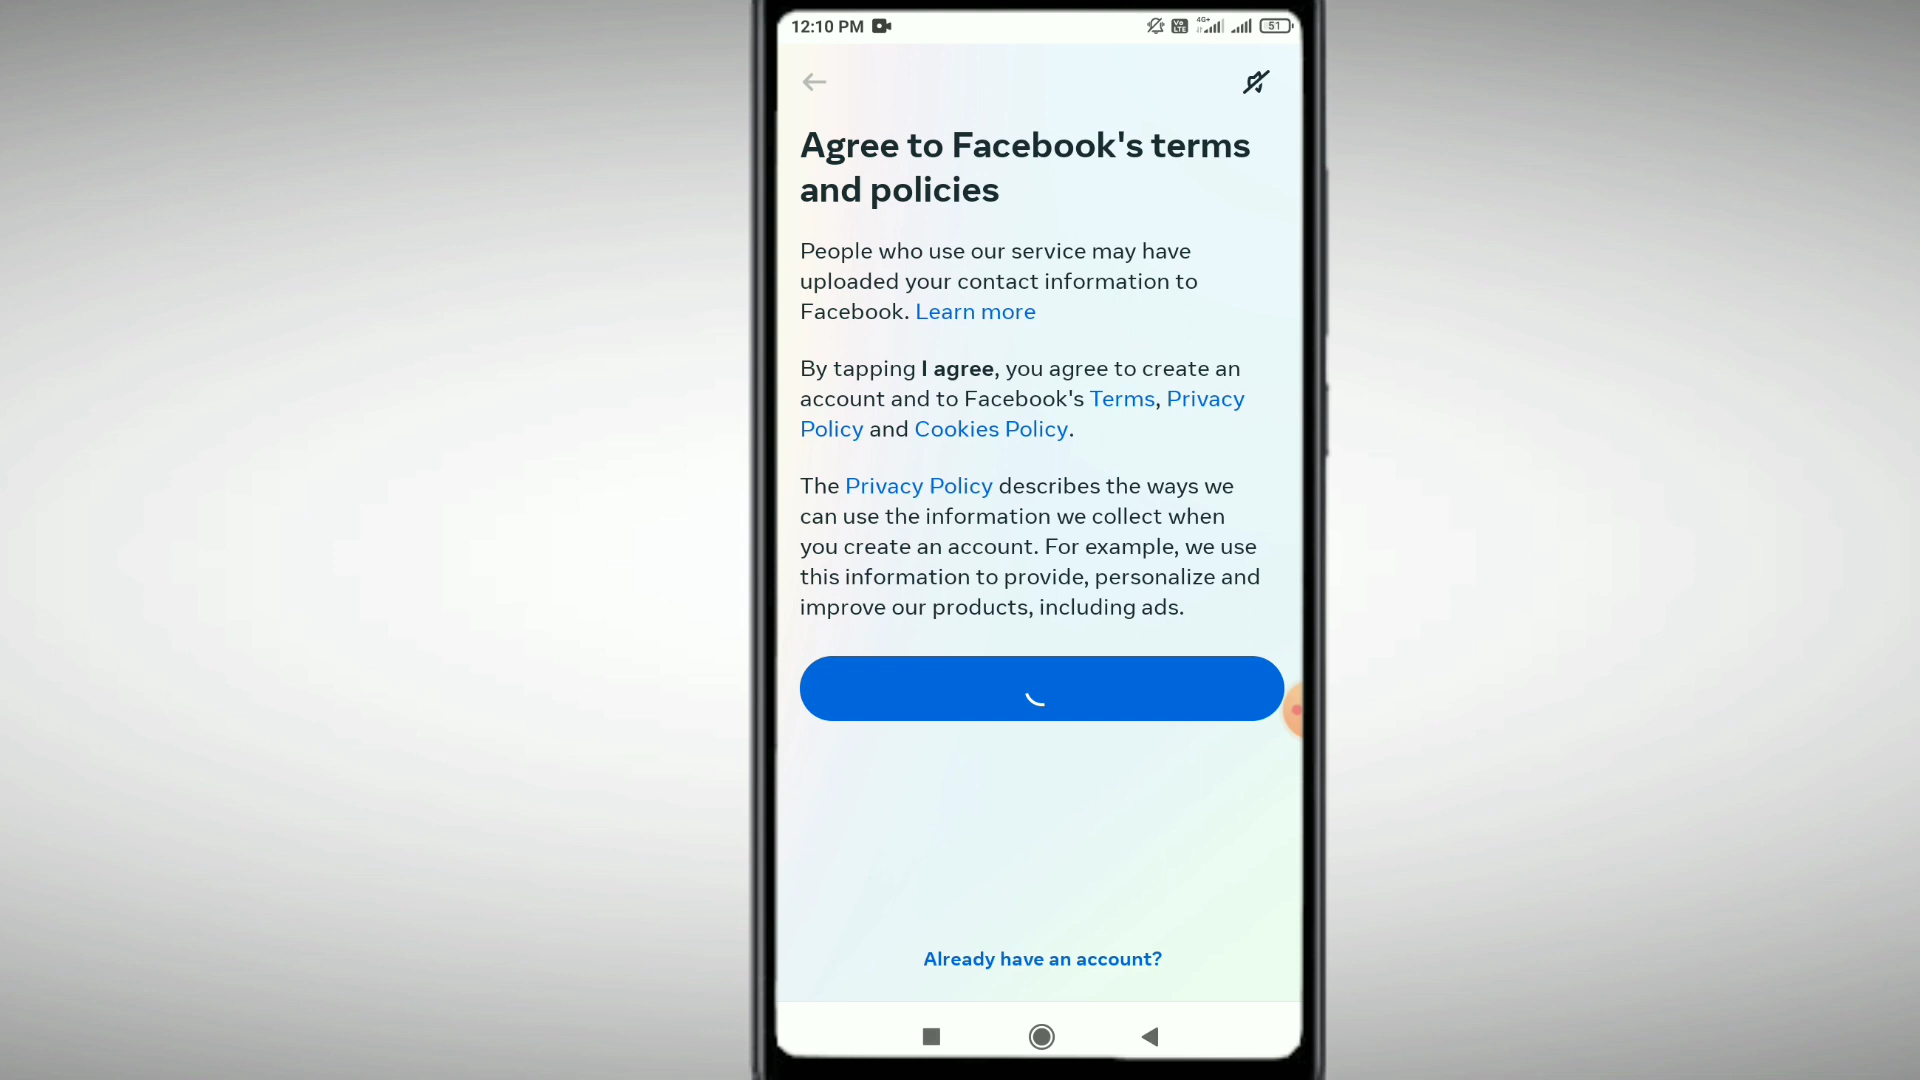 12:10 PM
Vo LTE 4G+ 51
Agree to Facebook's terms
and policies
People who use our service may have
uploaded your contact information to
Facebook. Learn more
By tapping I agree, you agree to create an
account and to Facebook's Terms, Privacy
Policy and Cookies Policy.
The Privacy Policy describes the ways we
can use the information we collect when
you create an account. For example, we use
this information to provide, personalize and
improve our products, including ads.
Already have an account?